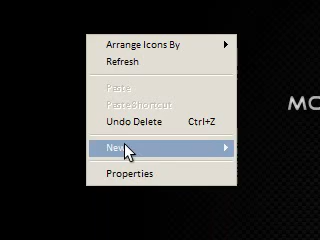 Arrange Icons By
Refresh
Paste
Paste Shortcut
Undo Delete Ctrl+Z
New
Properties
MC